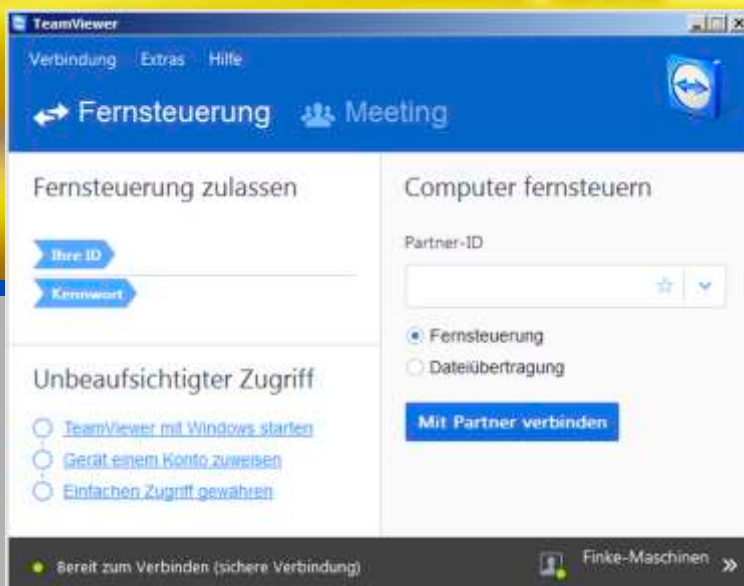 TeamViewer
Verbindung Extras Hilfe
Fernsteuerung Meeting
Fernsteuerung zulassen
Ihre ID
Kennwort
Unbeaufsichtigter Zugriff
TeamViewer mit Windows starten
Gerät einem Konto zuweisen
Einfachen Zugriff gewähren
Computer fernsteuern
Partner-ID
Fernsteuerung
Dateiübertragung
Mit Partner verbinden
Bereit zum Verbinden (sichere Verbindung)
Finke-Maschinen